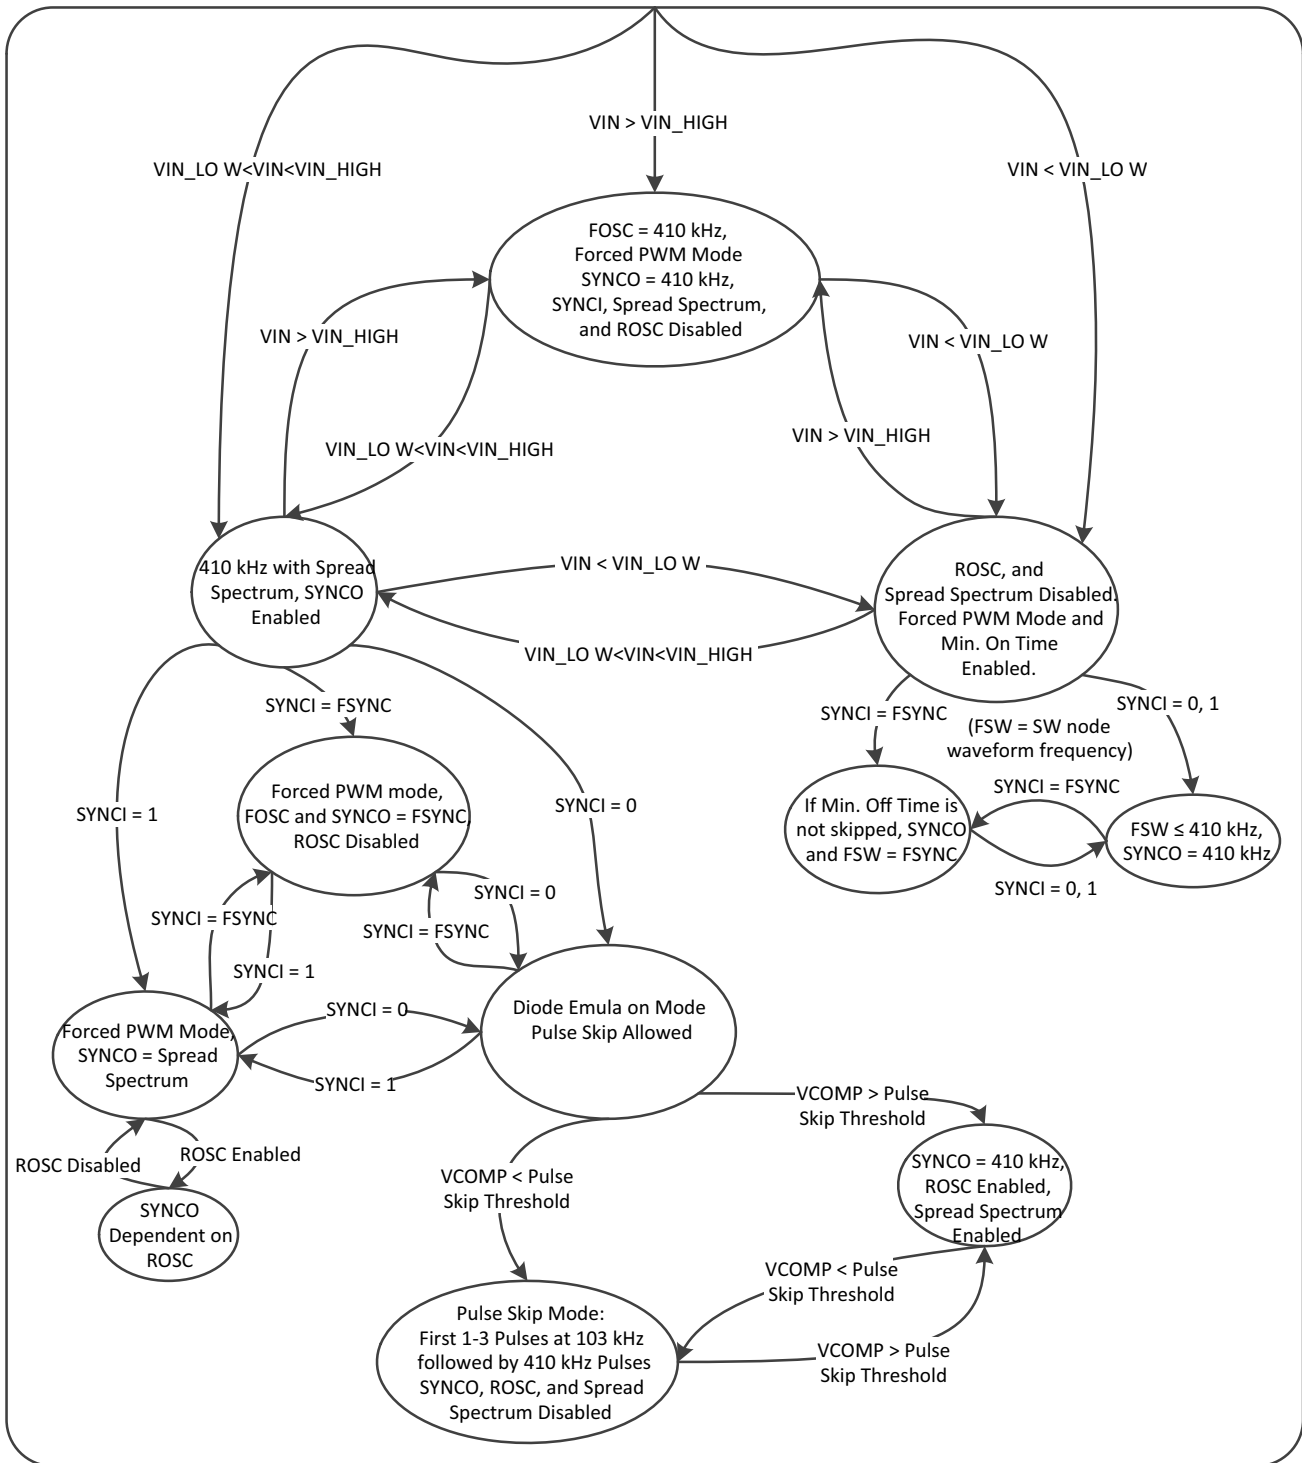 VIN > VIN_HIGH
VIN_LO W<VIN<VIN_HIGH
VIN < VIN_LO W
FOSC = 410 kHz,
Forced PWM Mode
SYNCO = 410 kHz,
SYNCI, Spread Spectrum,
and ROSC Disabled
VIN > VIN_HIGH
VIN < VIN_LO W
VIN > VIN_HIGH
VIN_LO W<VIN<VIN_HIGH
410 kHz with Spread
Spectrum, SYNCO
Enabled
VIN < VIN_LO W
VIN_LO W<VIN<VIN_HIGH
ROSC, and
Spread Spectrum Disabled.
Forced PWM Mode and
Min. On Time
Enabled.
SYNCI = FSYNC
SYNCI = FSYNC
SYNCI = 0, 1
(FSW = SW node
waveform frequency)
SYNCI = FSYNC
If Min. Off Time is
not skipped, SYNCO
and FSW = FSYNC
FSW ≤ 410 kHz,
SYNCO = 410 kHz
SYNCI = 0, 1
Forced PWM mode,
FOSC and SYNCO = FSYNC,
ROSC Disabled
SYNCI = 1
SYNCI = 0
SYNCI = 0
SYNCI = FSYNC
SYNCI = FSYNC
SYNCI = 1
Diode Emula on Mode
Pulse Skip Allowed
SYNCI = 0
Forced PWM Mode,
SYNCO = Spread
Spectrum
SYNCI = 1
VCOMP > Pulse
Skip Threshold
ROSC Disabled
ROSC Enabled
VCOMP < Pulse
Skip Threshold
SYNCO = 410 kHz,
ROSC Enabled,
Spread Spectrum
Enabled
SYNCO
Dependent on
ROSC
VCOMP < Pulse
Skip Threshold
Pulse Skip Mode:
First 1-3 Pulses at 103 kHz
followed by 410 kHz Pulses
SYNCO, ROSC, and Spread
Spectrum Disabled
VCOMP > Pulse
Skip Threshold